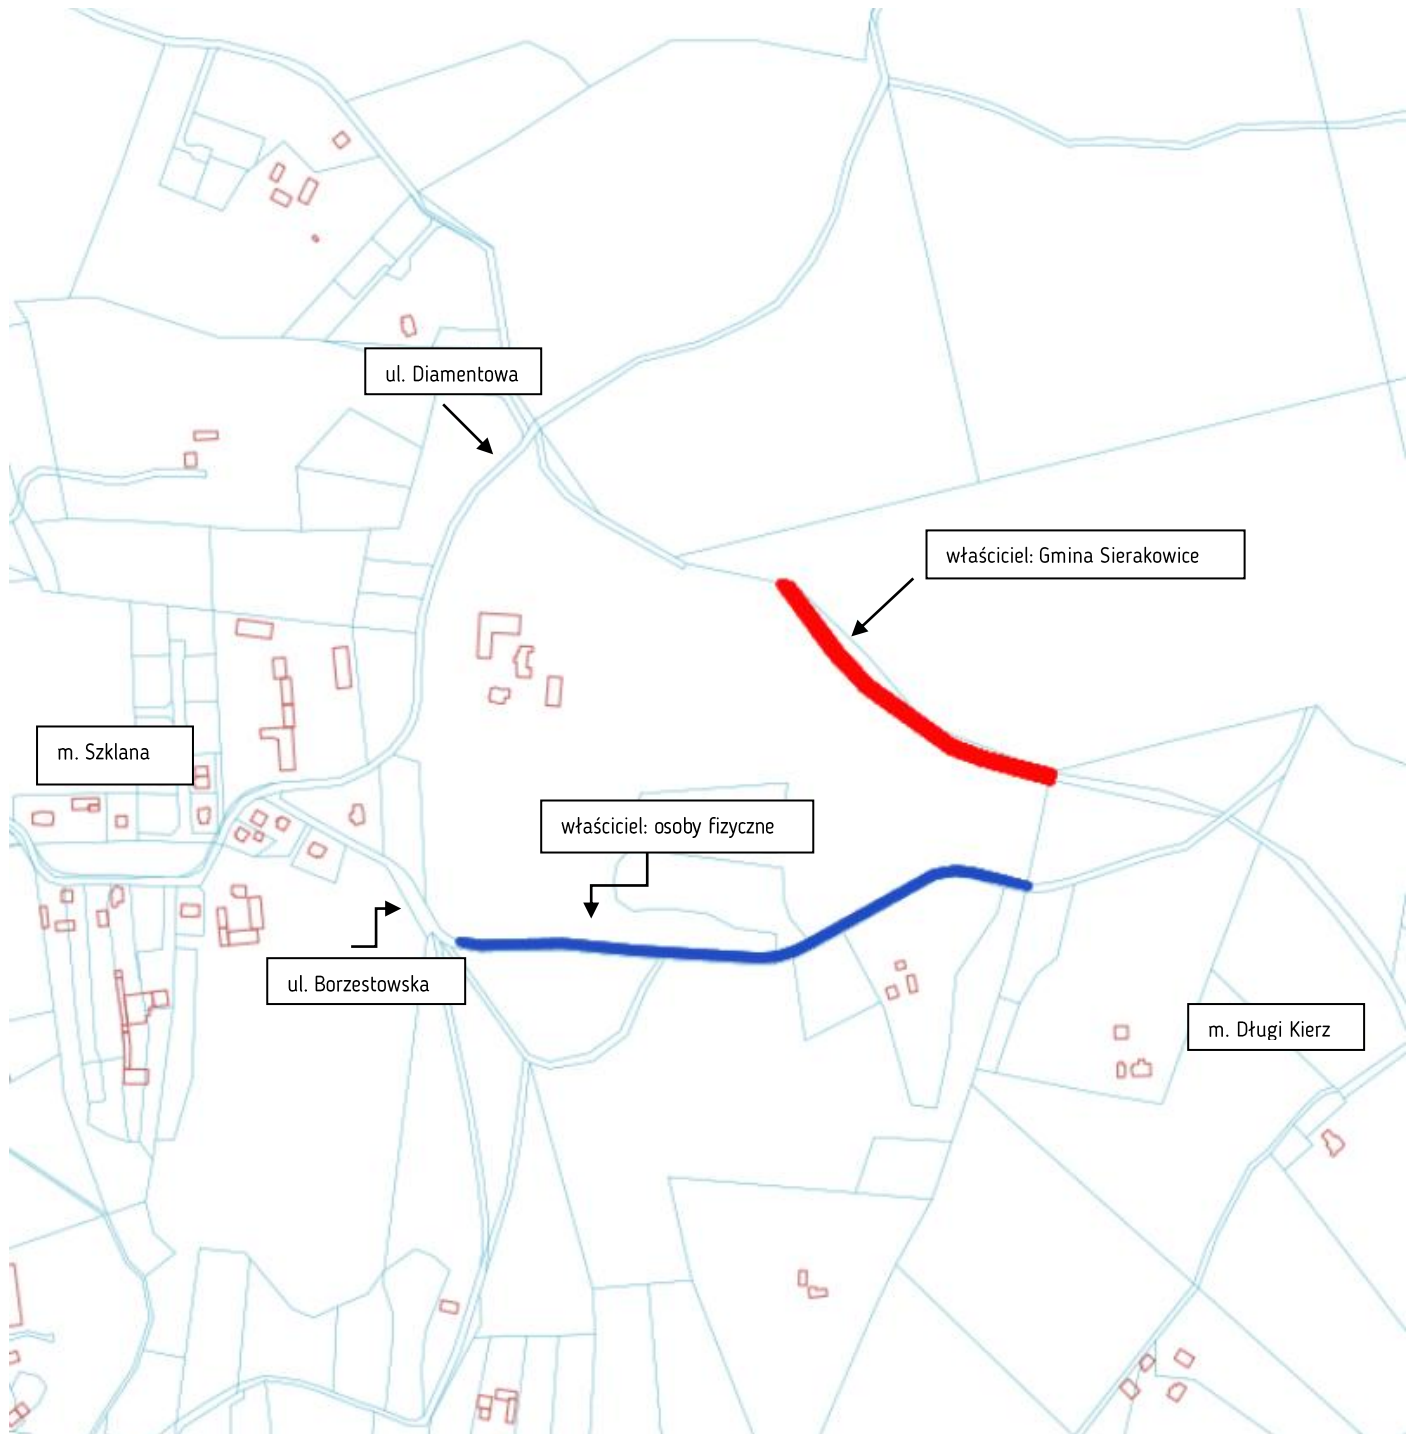 ul. Diamentowa
właściciel: Gmina Sierakowice
m. Szklana
właściciel: osoby fizyczne
ul. Borzestowska
m. Długi Kierz